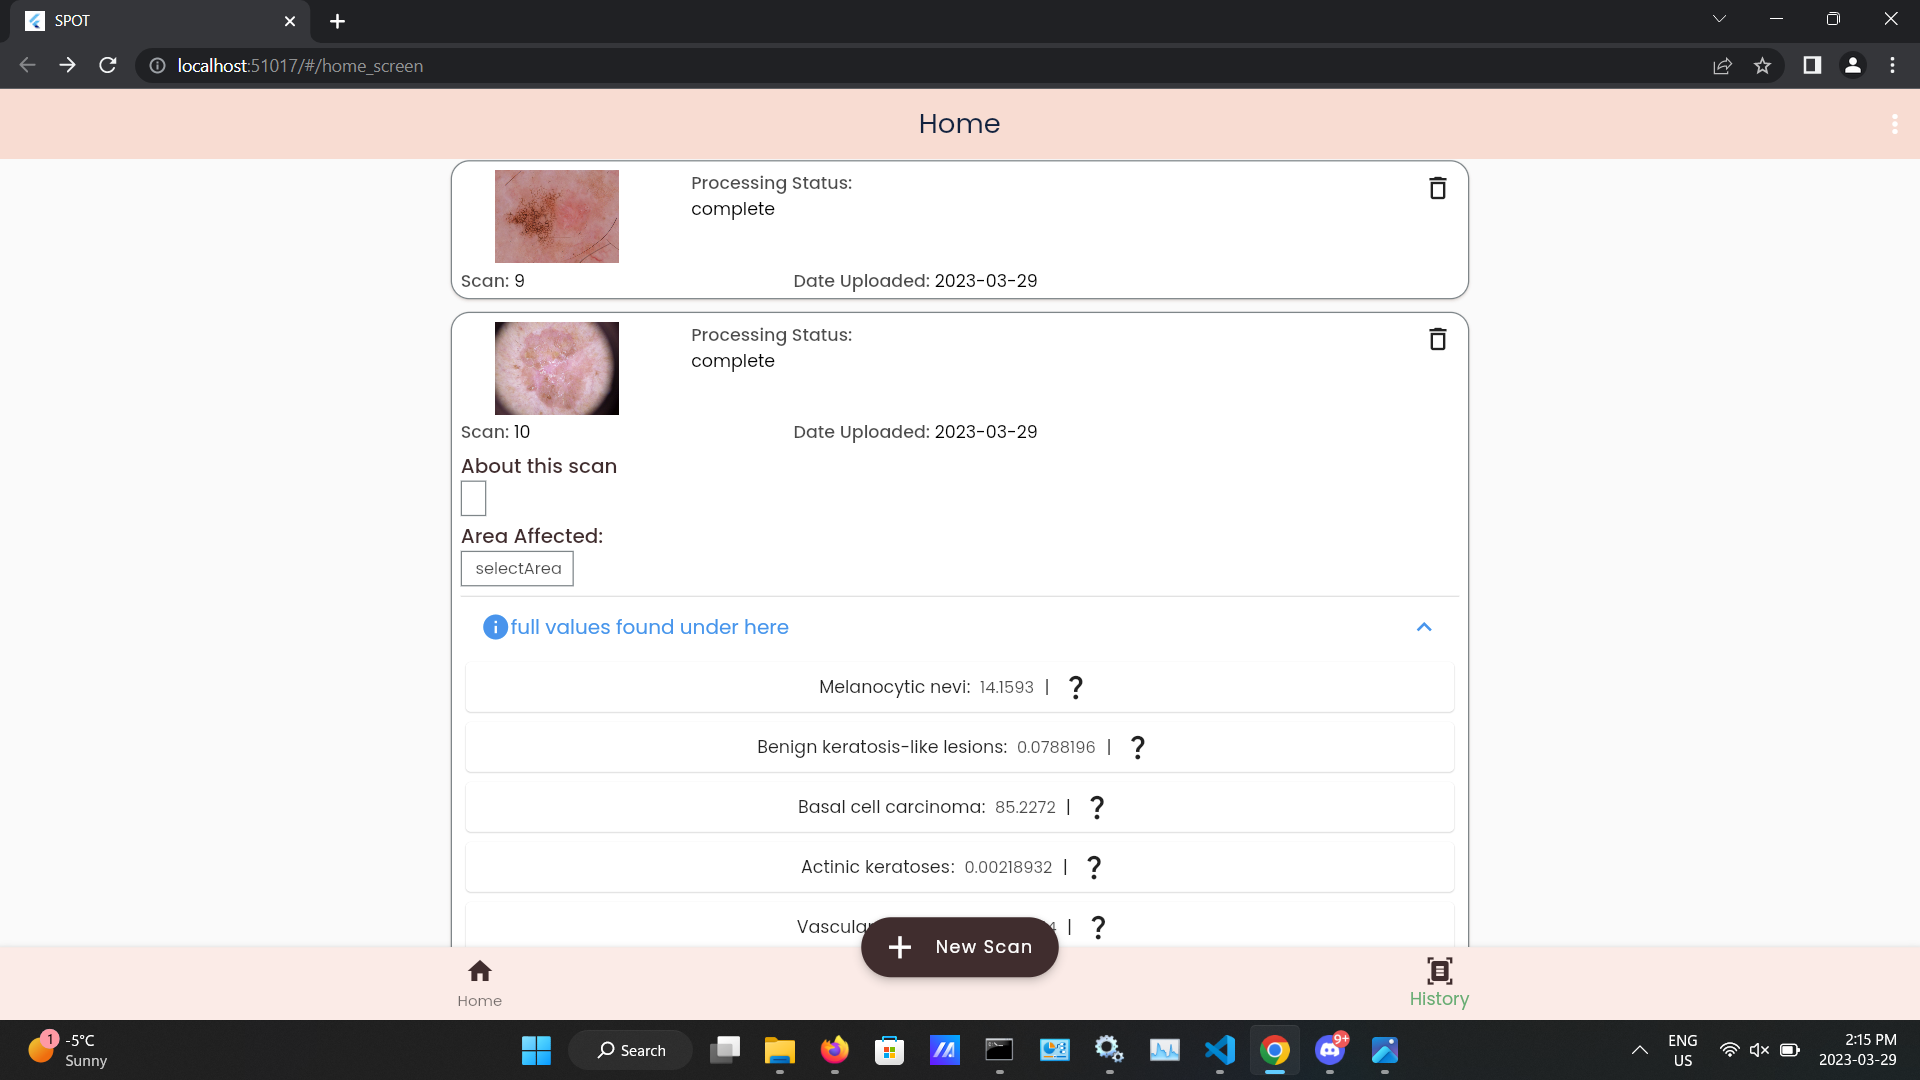 SPOT
localhost:51017/#/home_screen
Home
Processing Status:
complete
Scan: 9
Date Uploaded: 2023-03-29
Processing Status:
complete
Scan: 10
Date Uploaded: 2023-03-29
About this scan
Area Affected:
selectArea
full values found under here
Melanocytic nevi: 14.1593 | ?
Benign keratosis-like lesions: 0.0788196 | ?
Basal cell carcinoma: 85.2272 | ?
Actinic keratoses: 0.00218932 | ?
| ?
New Scan
Home
History
1
-5°C
Sunny
Search
9+
ENG
US
2:15 PM
2023-03-29